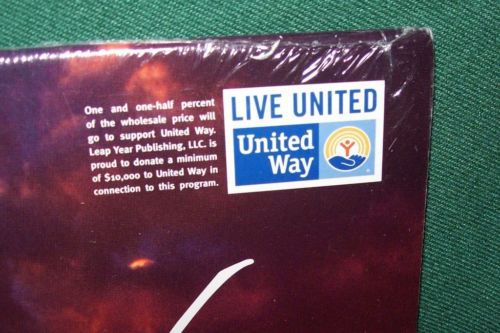 One and one-half percent
of the wholesale price will
go to support United Way.
Leap Year Publishing, LLC. is
proud to donate a minimum
of $10,000 to United Way in
connection to this program.
LIVE UNITED
United
Way